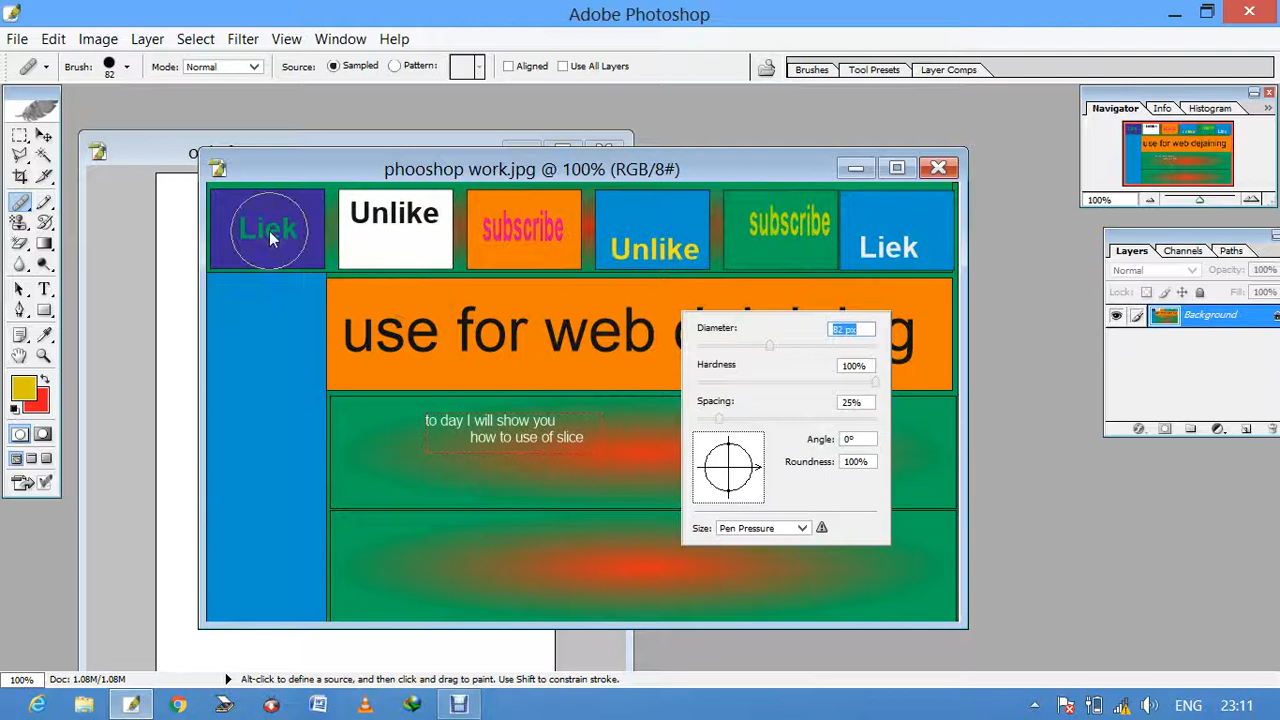 Adobe Photoshop
File Edit Image Layer Select Filter View Window Help
Brush: 82 Mode: Normal Source: Sampled Pattern: Aligned Use All Layers Brushes Tool Presets Layer Comps
phooshop work.jpg @ 100% (RGB/8#)
Navigator Info Histogram
Liek Unlike subscribe Unlike subscribe Liek
use for web dejaining
100%
use for web
Layers Channels Paths
Normal Opacity: 100%
Lock: Fill: 100%
Background
Diameter: 82 px
Hardness 100%
Spacing: 25%
Angle: 0°
Roundness: 100%
Size: Pen Pressure
to day I will show you
how to use of slice
100% Doc: 1.08M/1.08M Alt-click to define a source, and then click and drag to paint. Use Shift to constrain stroke.
ENG 23:11